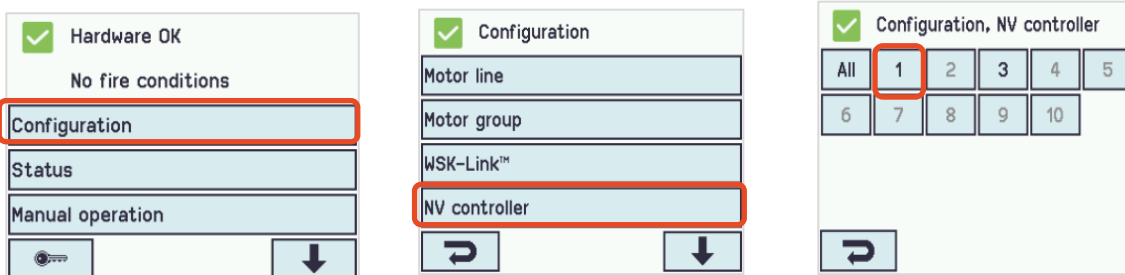 Hardware OK
No fire conditions
Configuration
Status
Manual operation
Configuration
Motor line
Motor group
WSK-Link™
NV controller
Configuration, NV controller
All 1 2 3 4 5
6 7 8 9 10